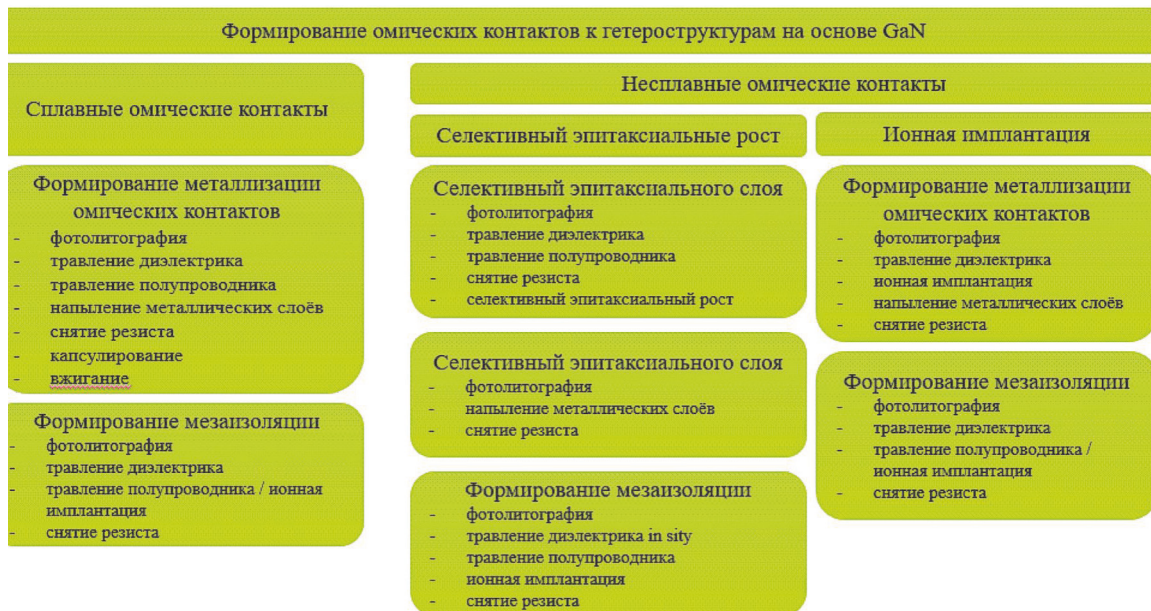 Формирование омических контактов к гетероструктурам на основе GaN
Сплавные омические контакты
Несплавные омические контакты
Селективный эпитаксиальные рост
Ионная имплантация
Формирование металлизации
омических контактов
- фотолитография
- травление диэлектрика
- травление полупроводника
- напыление металлических слоёв
- снятие резиста
- капсулирование
- вжигание
Формирование мезаизоляции
- фотолитография
- травление диэлектрика
- травление полупроводника / ионная
имплантация
- снятие резиста
Селективный эпитаксиального слоя
- фотолитография
- травление диэлектрика
- травление полупроводника
- снятие резиста
- селективный эпитаксиальный рост
Селективный эпитаксиального слоя
- фотолитография
- напыление металлических слоёв
- снятие резиста
Формирование мезаизоляции
- фотолитография
- травление диэлектрика in sity
- травление полупроводника
- ионная имплантация
- снятие резиста
Формирование металлизации
омических контактов
- фотолитография
- травление диэлектрика
- ионная имплантация
- напыление металлических слоёв
- снятие резиста
Формирование мезаизоляции
- фотолитография
- травление диэлектрика
- травление полупроводника /
ионная имплантация
- снятие резиста